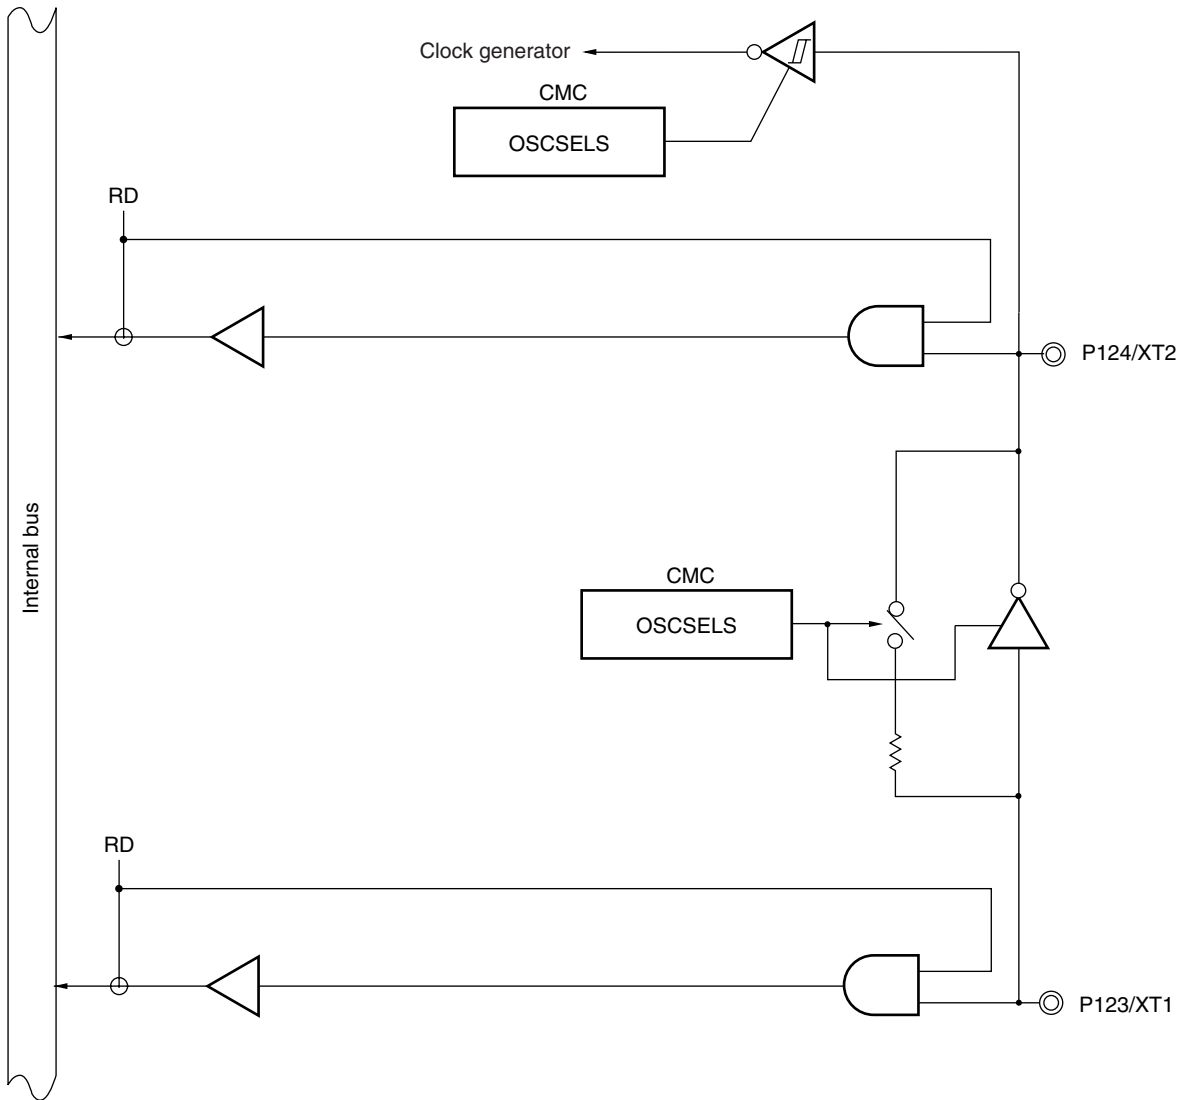 Clock generator
CMC
OSCSELS
RD
P124/XT2
Internal bus
CMC
OSCSELS
RD
P123/XT1